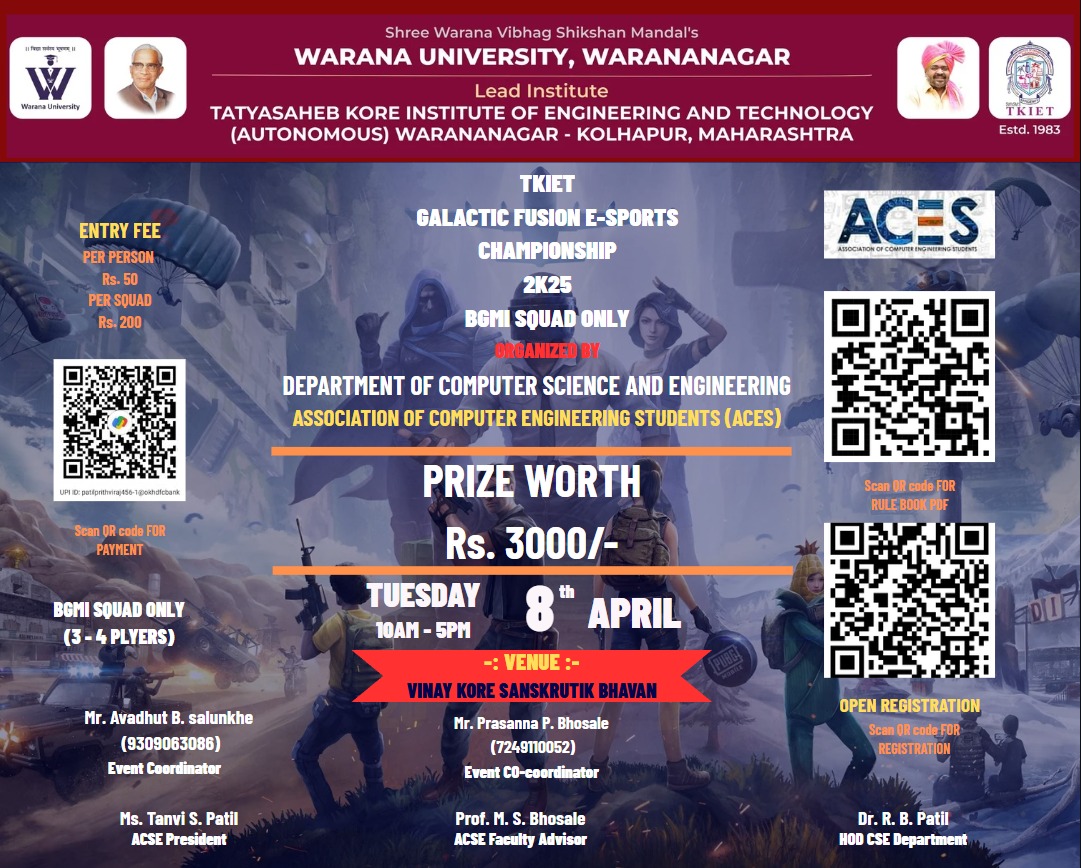 Shree Warana Vibhag Shikshan Mandal's
WARANA UNIVERSITY, WARANANAGAR
Lead Institute
TATYASAHEB KORE INSTITUTE OF ENGINEERING AND TECHNOLOGY
(AUTONOMOUS) WARANANAGAR - KOLHAPUR, MAHARASHTRA
|| विद्या सर्वस्य भूषणम् ||
W
Warana University
TKIET
Estd. 1983
TKIET
GALACTIC FUSION E-SPORTS
CHAMPIONSHIP
2K25
BGMI SQUAD ONLY
ORGANIZED BY
DEPARTMENT OF COMPUTER SCIENCE AND ENGINEERING
ASSOCIATION OF COMPUTER ENGINEERING STUDENTS (ACES)
ENTRY FEE
PER PERSON
Rs. 50
PER SQUAD
Rs. 200
UPI ID: patilprithviraj456-1@okhdfcbank
Scan QR code FOR
PAYMENT
BGMI SQUAD ONLY
(3 - 4 PLYERS)
ACES
ASSOCIATION OF COMPUTER ENGINEERING STUDENTS
Scan QR code FOR
RULE BOOK PDF
OPEN REGISTRATION
Scan QR code FOR
REGISTRATION
PRIZE WORTH
Rs. 3000/-
TUESDAY 8th APRIL
10AM - 5PM
-: VENUE :-
VINAY KORE SANSKRUTIK BHAVAN
PUBG
Mr. Avadhut B. salunkhe
(9309063086)
Event Coordinator
Mr. Prasanna P. Bhosale
(7249110052)
Event CO-coordinator
Ms. Tanvi S. Patil
ACSE President
Prof. M. S. Bhosale
ACSE Faculty Advisor
Dr. R. B. Patil
HOD CSE Department